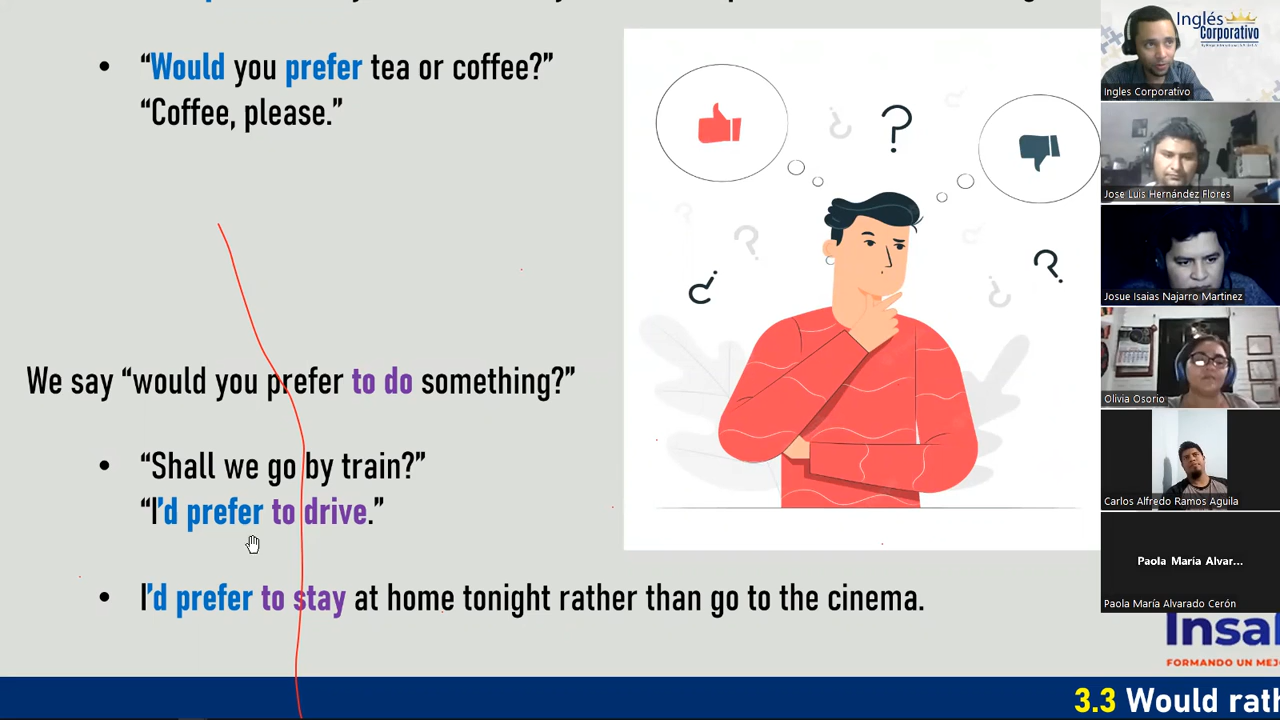 “Would you prefer tea or coffee?”
“Coffee, please.”
We say “would you prefer to do something?”
“Shall we go by train?”
“I’d prefer to drive.”
I’d prefer to stay at home tonight rather than go to the cinema.
Inglés
Corporativo
Ingles Corporativo
Jose Luis Hernández Flores
Josue Isaias Najarro Martinez
Olivia Osorio
Carlos Alfredo Ramos Aguila
Paola María Alvar...
Paola María Alvarado Cerón
Insa
FORMANDO UN MEJ
3.3 Would rath